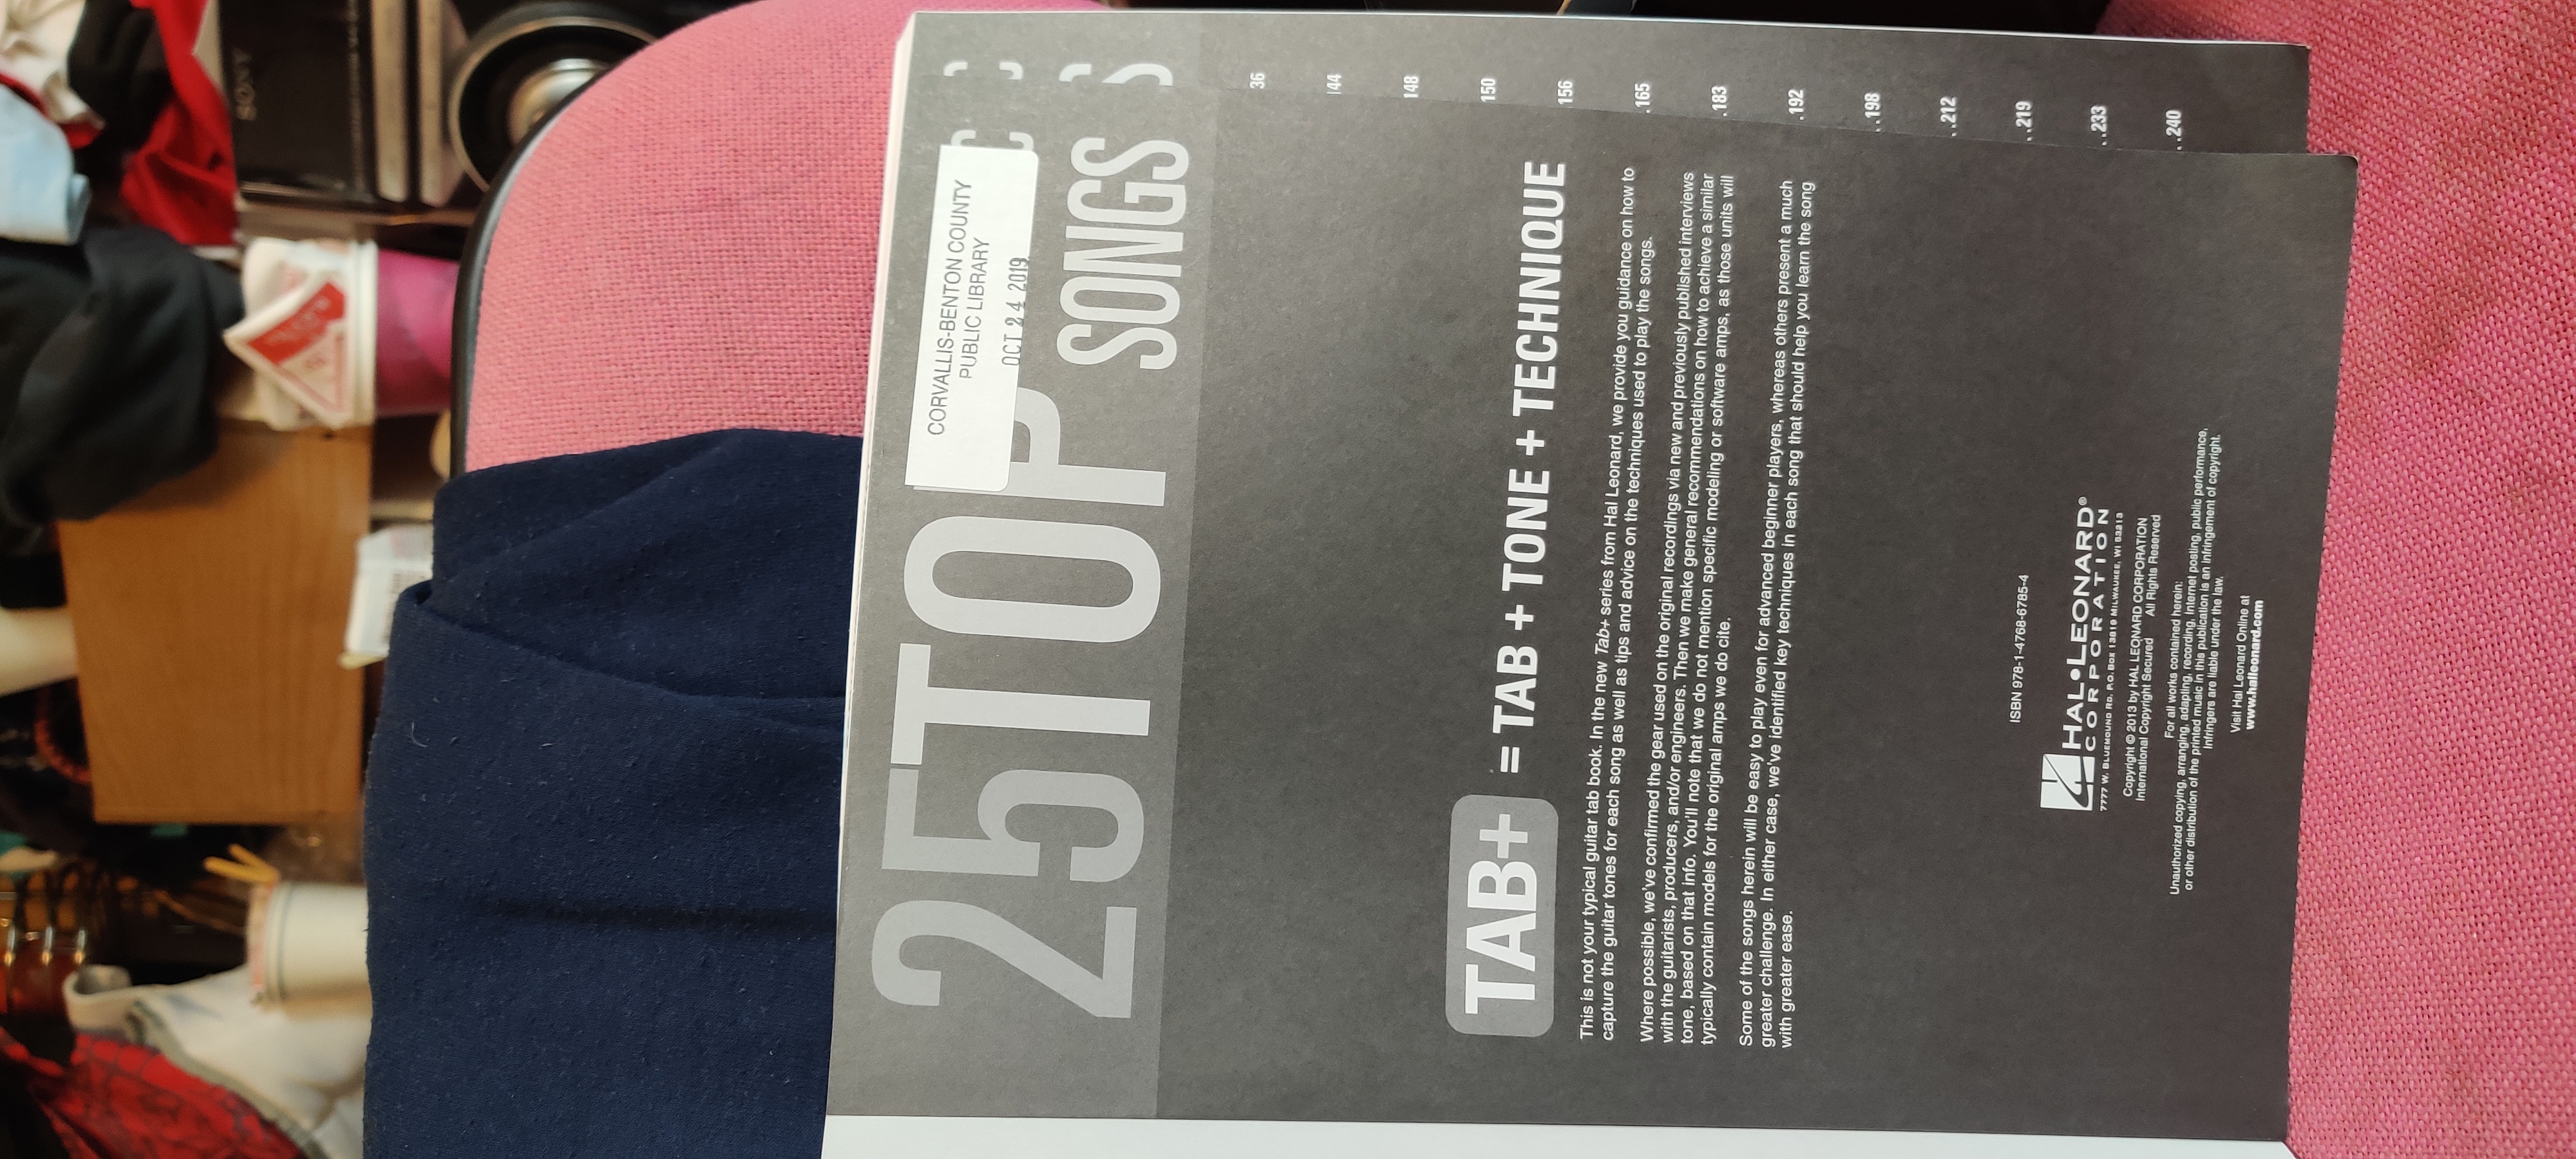 SONY
25 TOP
CORVALLIS-BENTON COUNTY
PUBLIC LIBRARY
OCT 24 2019
C
SONGS
C
S
36
144
148
150
156
.165
.183
.192
..198
..212
..219
..233
..240
TAB+ = TAB + TONE + TECHNIQUE
This is not your typical guitar tab book. In the new Tab+ series from Hal Leonard, we provide you guidance on how to
capture the guitar tones for each song as well as tips and advice on the techniques used to play the songs.
Where possible, we've confirmed the gear used on the original recordings via new and previously published interviews
with the guitarists, producers, and/or engineers. Then we make general recommendations on how to achieve a similar
tone, based on that info. You'll note that we do not mention specific modeling or software amps, as those units will
typically contain models for the original amps we do cite.
Some of the songs herein will be easy to play even for advanced beginner players, whereas others present a much
greater challenge. In either case, we've identified key techniques in each song that should help you learn the song
with greater ease.
ISBN 978-1-4768-6785-4
HAL•LEONARD®
CORPORATION
7777 W. BLUEMOUND RD. P.O. BOX 13819 MILWAUKEE, WI 53213
Copyright © 2013 by HAL LEONARD CORPORATION
International Copyright Secured All Rights Reserved
For all works contained herein:
Unauthorized copying, arranging, adapting, recording, Internet posting, public performance,
or other distribution of the printed music in this publication is an infringement of copyright.
Infringers are liable under the law.
Visit Hal Leonard Online at
www.halleonard.com